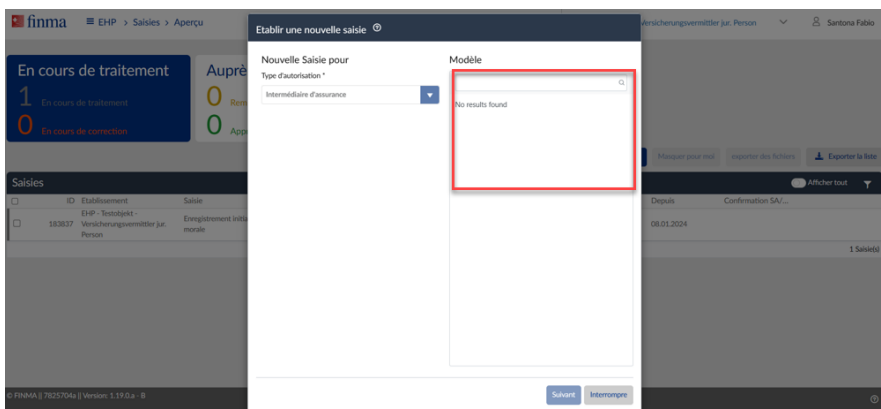 finma ≡ EHP › Saisies › Aperçu
Versicherungsvermittler jur. Person
Santona Fabio
Etablir une nouvelle saisie
Nouvelle Saisie pour
Type d'autorisation *
Intermédiaire d'assurance
Modèle
No results found
En cours de traitement
1 En cours de traitement
0 En cours de correction
Auprè
0 Rem
0 App
Masquer pour moi
exporter des fichiers
Exporter la liste
Saisies
Afficher tout
ID Etablissement Saisie Depuis Confirmation SA/...
183837
EHP - Testobjekt -
Versicherungsvermittler jur.
Person
Enregistrement initia
morale
08.01.2024
1 Saisie(s)
Suivant
Interrompre
© FINMA || 7825704a || Version: 1.19.0.a - B